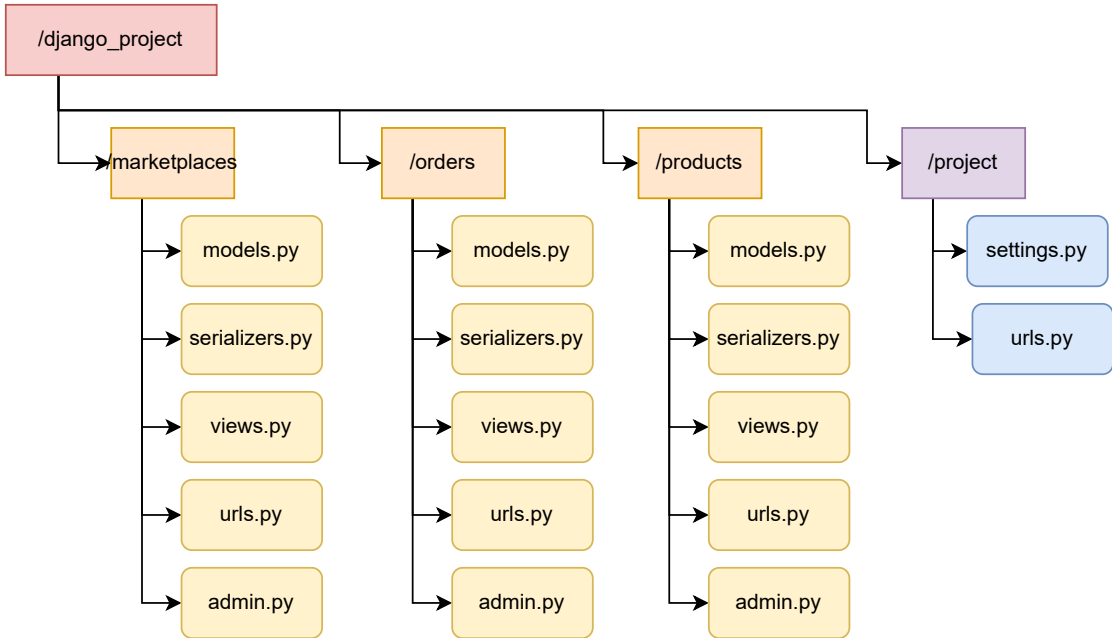 /django_project
/marketplaces
/orders
/products
/project
models.py
models.py
models.py
settings.py
serializers.py
serializers.py
serializers.py
urls.py
views.py
views.py
views.py
urls.py
urls.py
urls.py
admin.py
admin.py
admin.py